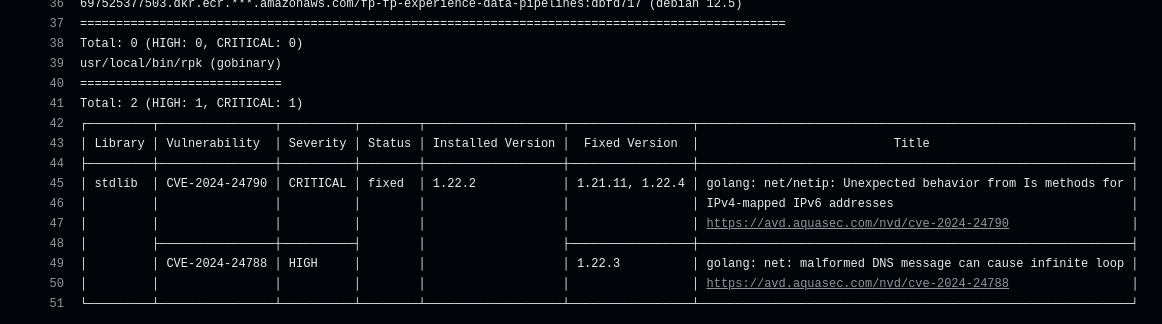 36 697525377503.dkr.ecr.***.amazonaws.com/fp-fp-experience-data-pipelines:dbfd717 (debian 12.5)
37 ==================================================================================================
38 Total: 0 (HIGH: 0, CRITICAL: 0)
39 usr/local/bin/rpk (gobinary)
40 ============================
41 Total: 2 (HIGH: 1, CRITICAL: 1)
42
43 Library Vulnerability Severity Status Installed Version Fixed Version Title
44
45 stdlib CVE-2024-24790 CRITICAL fixed 1.22.2 1.21.11, 1.22.4 golang: net/netip: Unexpected behavior from Is methods for
46 IPv4-mapped IPv6 addresses
47 https://avd.aquasec.com/nvd/cve-2024-24790
48
49 CVE-2024-24788 HIGH 1.22.3 golang: net: malformed DNS message can cause infinite loop
50 https://avd.aquasec.com/nvd/cve-2024-24788
51